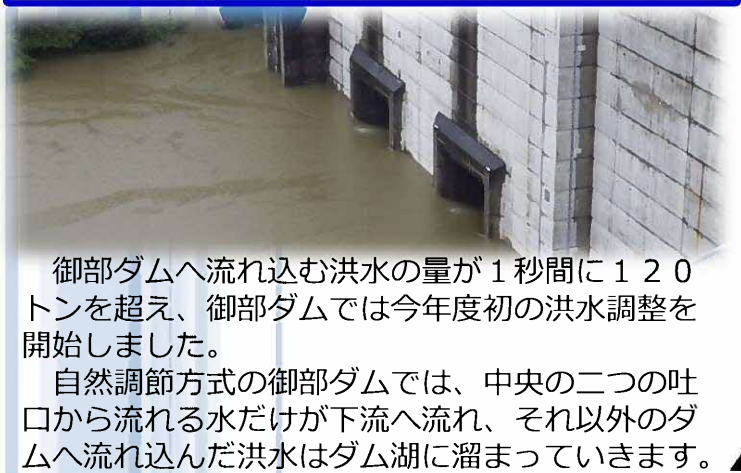 御部ダムへ流れ込む洪水の量が１秒間に１２０
トンを超え、御部ダムでは今年度初の洪水調整を
開始しました。
　自然調節方式の御部ダムでは、中央の二つの吐
口から流れる水だけが下流へ流れ、それ以外のダ
ムへ流れ込んだ洪水はダム湖に溜まっていきます。